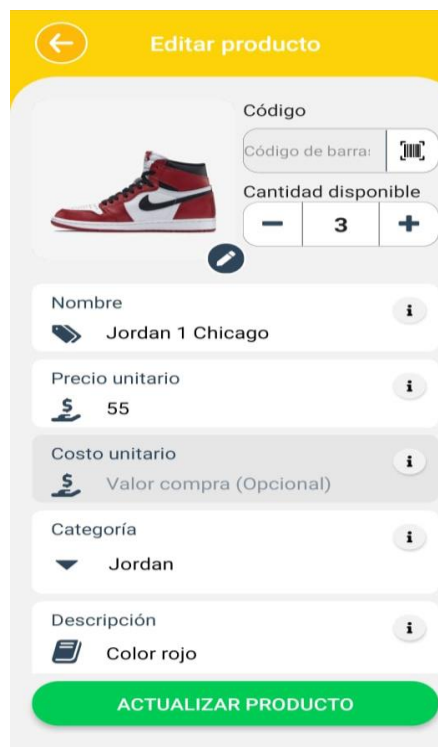 Editar producto
Código
Código de barra
Cantidad disponible
3
Nombre
Jordan 1 Chicago
Precio unitario
55
Costo unitario
Valor compra (Opcional)
Categoría
Jordan
Descripción
Color rojo
ACTUALIZAR PRODUCTO